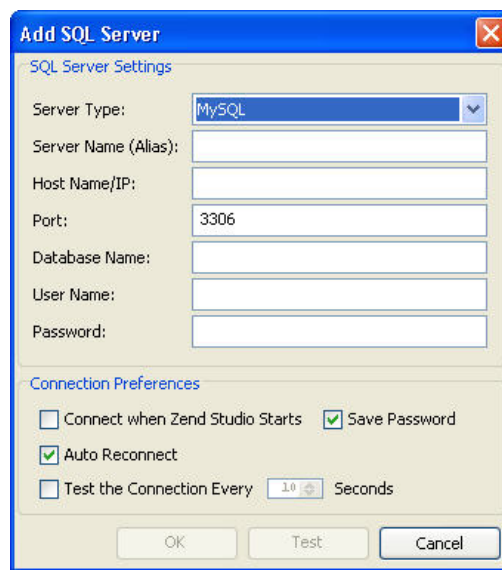 Add SQL Server
SQL Server Settings
Server Type: MySQL
Server Name (Alias):
Host Name/IP:
Port: 3306
Database Name:
User Name:
Password:
Connection Preferences
Connect when Zend Studio Starts Save Password
Auto Reconnect
Test the Connection Every 10 Seconds
OK Test Cancel